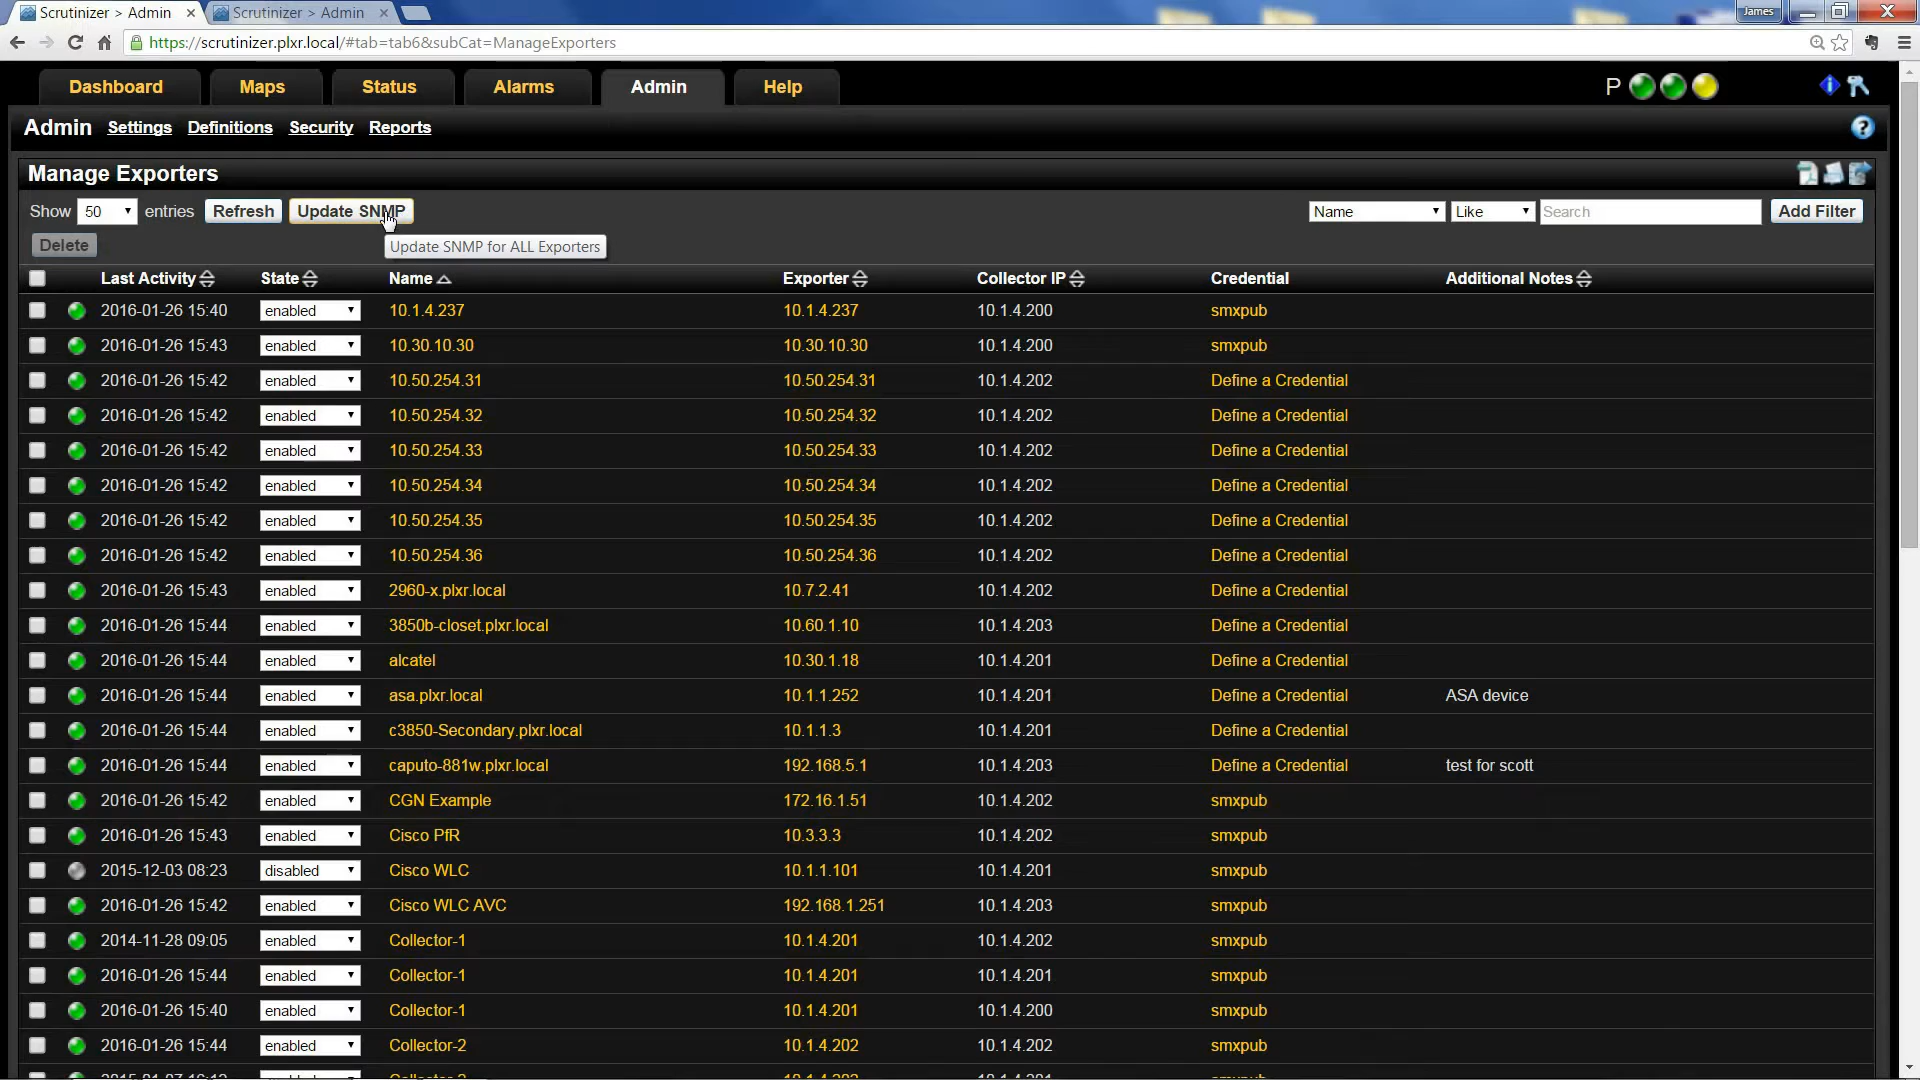 Scrutinizer > Admin
Scrutinizer > Admin
James
https://scrutinizer.plxr.local/#tab=tab6&subCat=ManageExporters
Dashboard Maps Status Alarms Admin Help P
Admin Settings Definitions Security Reports
Manage Exporters
Show 50 entries Refresh Update SNMP Name Like Search Add Filter
Delete Update SNMP for ALL Exporters
Last Activity State Name Exporter Collector IP Credential Additional Notes
2016-01-26 15:40 enabled 10.1.4.237 10.1.4.237 10.1.4.200 smxpub
2016-01-26 15:43 enabled 10.30.10.30 10.30.10.30 10.1.4.200 smxpub
2016-01-26 15:42 enabled 10.50.254.31 10.50.254.31 10.1.4.202 Define a Credential
2016-01-26 15:42 enabled 10.50.254.32 10.50.254.32 10.1.4.202 Define a Credential
2016-01-26 15:42 enabled 10.50.254.33 10.50.254.33 10.1.4.202 Define a Credential
2016-01-26 15:42 enabled 10.50.254.34 10.50.254.34 10.1.4.202 Define a Credential
2016-01-26 15:42 enabled 10.50.254.35 10.50.254.35 10.1.4.202 Define a Credential
2016-01-26 15:42 enabled 10.50.254.36 10.50.254.36 10.1.4.202 Define a Credential
2016-01-26 15:43 enabled 2960-x.plxr.local 10.7.2.41 10.1.4.202 Define a Credential
2016-01-26 15:44 enabled 3850b-closet.plxr.local 10.60.1.10 10.1.4.203 Define a Credential
2016-01-26 15:44 enabled alcatel 10.30.1.18 10.1.4.201 Define a Credential
2016-01-26 15:44 enabled asa.plxr.local 10.1.1.252 10.1.4.201 Define a Credential ASA device
2016-01-26 15:44 enabled c3850-Secondary.plxr.local 10.1.1.3 10.1.4.201 Define a Credential
2016-01-26 15:44 enabled caputo-881w.plxr.local 192.168.5.1 10.1.4.203 Define a Credential test for scott
2016-01-26 15:42 enabled CGN Example 172.16.1.51 10.1.4.202 smxpub
2016-01-26 15:43 enabled Cisco PfR 10.3.3.3 10.1.4.202 smxpub
2015-12-03 08:23 disabled Cisco WLC 10.1.1.101 10.1.4.201 smxpub
2016-01-26 15:42 enabled Cisco WLC AVC 192.168.1.251 10.1.4.203 smxpub
2014-11-28 09:05 enabled Collector-1 10.1.4.201 10.1.4.202 smxpub
2016-01-26 15:44 enabled Collector-1 10.1.4.201 10.1.4.201 smxpub
2016-01-26 15:40 enabled Collector-1 10.1.4.201 10.1.4.200 smxpub
2016-01-26 15:44 enabled Collector-2 10.1.4.202 10.1.4.202 smxpub